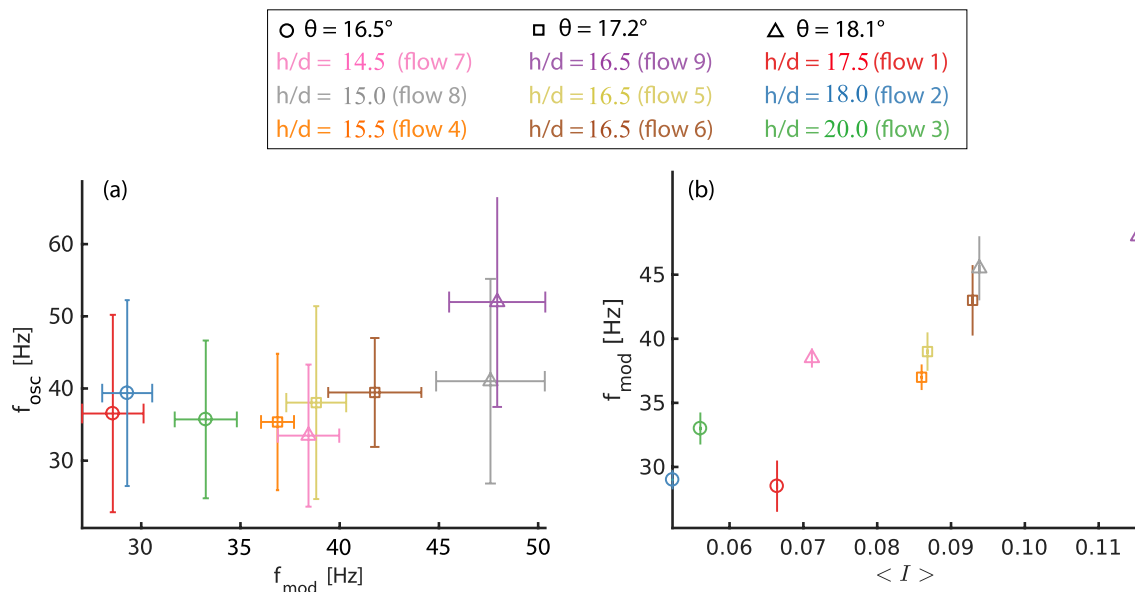 θ = 16.5° θ = 17.2° θ = 18.1°
h/d = 14.5 (flow 7) h/d = 16.5 (flow 9) h/d = 17.5 (flow 1)
h/d = 15.0 (flow 8) h/d = 16.5 (flow 5) h/d = 18.0 (flow 2)
h/d = 15.5 (flow 4) h/d = 16.5 (flow 6) h/d = 20.0 (flow 3)
(a)
60
50
40
30
f_osc [Hz]
30 35 40 45 50
f_mod [Hz]
(b)
45
40
35
30
f_mod [Hz]
0.06 0.07 0.08 0.09 0.10 0.11
< I >